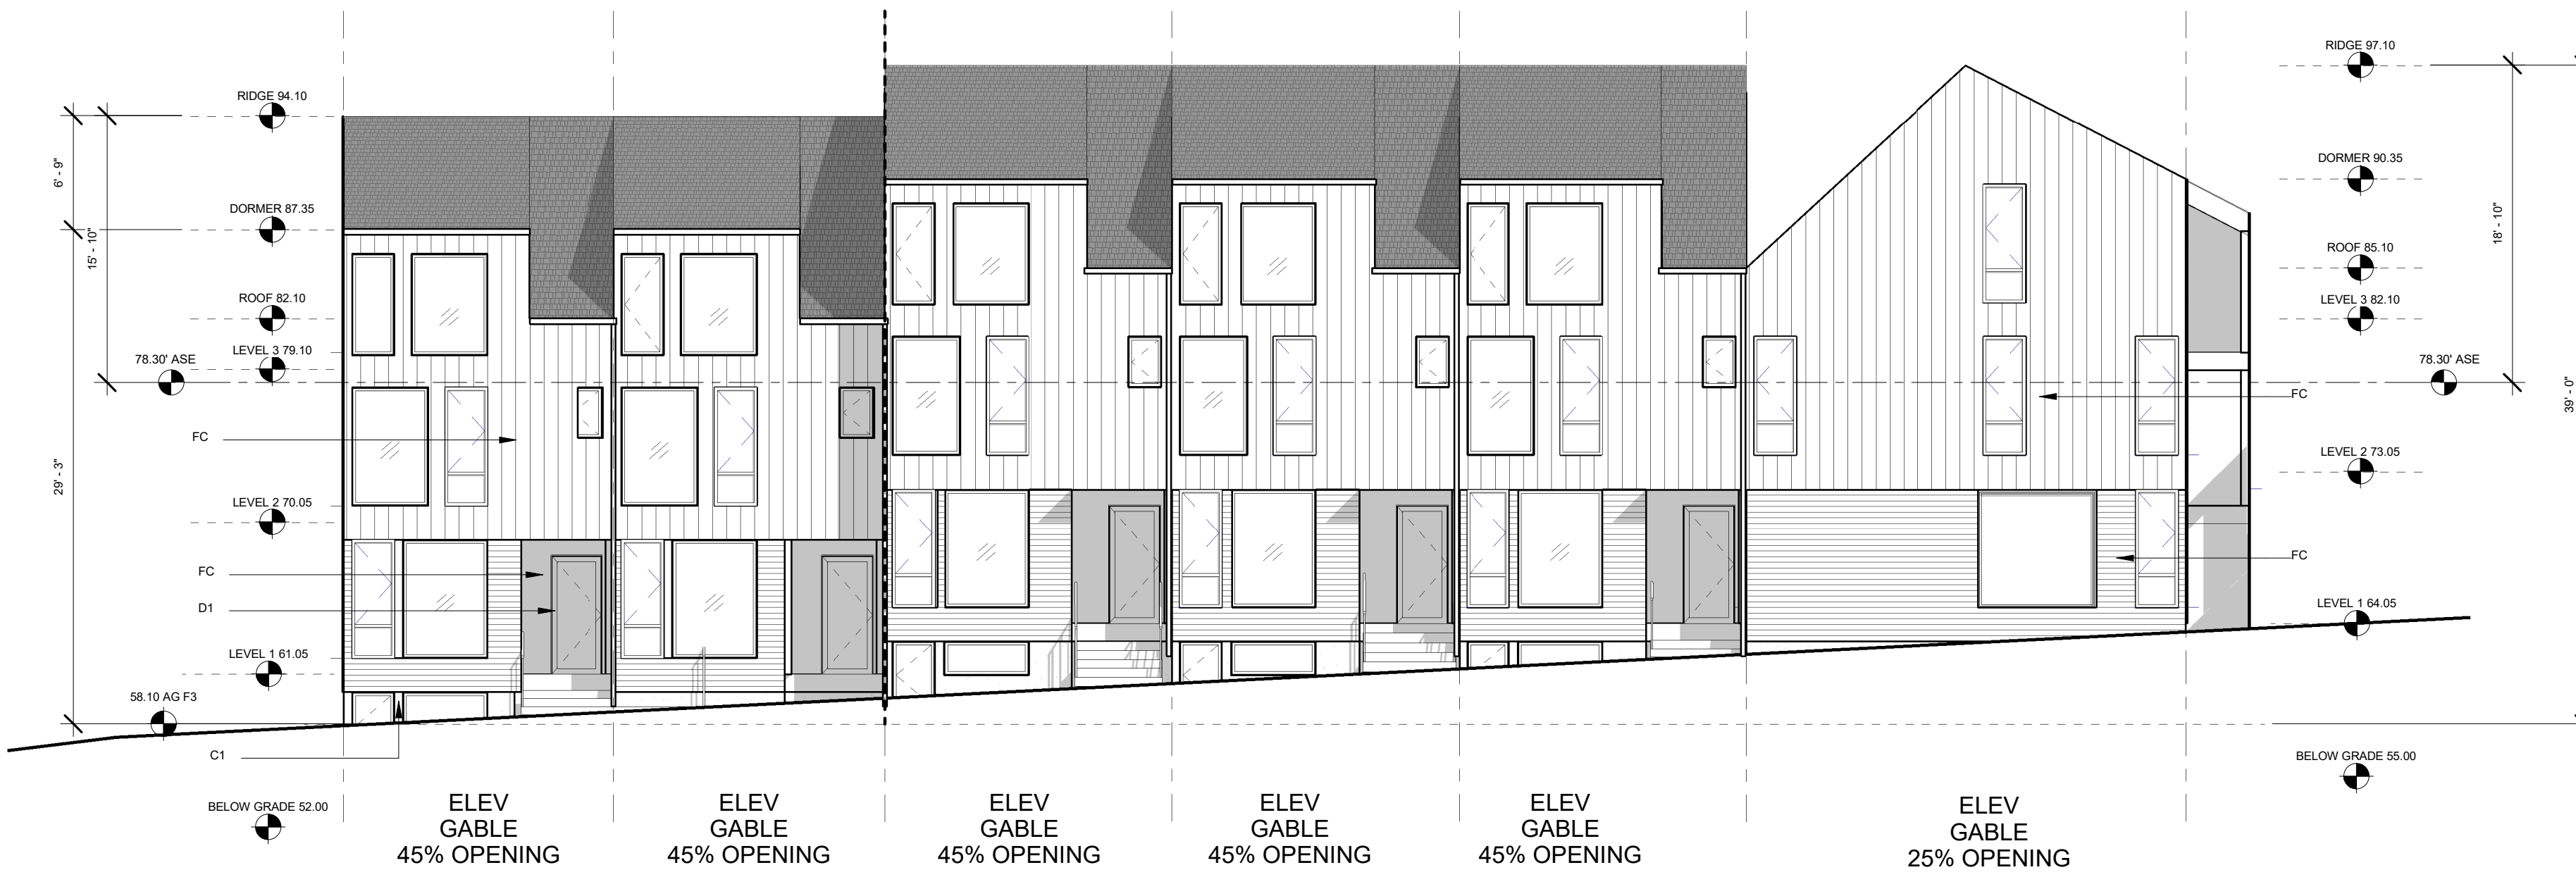 RIDGE 94.10
6' - 9"
DORMER 87.35
15' - 10"
ROOF 82.10
LEVEL 3 79.10
78.30' ASE
FC
29' - 3"
LEVEL 2 70.05
FC
D1
LEVEL 1 61.05
58.10 AG F3
C1
BELOW GRADE 52.00
ELEV
GABLE
45% OPENING
ELEV
GABLE
45% OPENING
ELEV
GABLE
45% OPENING
ELEV
GABLE
45% OPENING
ELEV
GABLE
45% OPENING
ELEV
GABLE
25% OPENING
RIDGE 97.10
DORMER 90.35
18' - 10"
ROOF 85.10
LEVEL 3 82.10
78.30' ASE
FC
39' - 0"
LEVEL 2 73.05
FC
LEVEL 1 64.05
BELOW GRADE 55.00